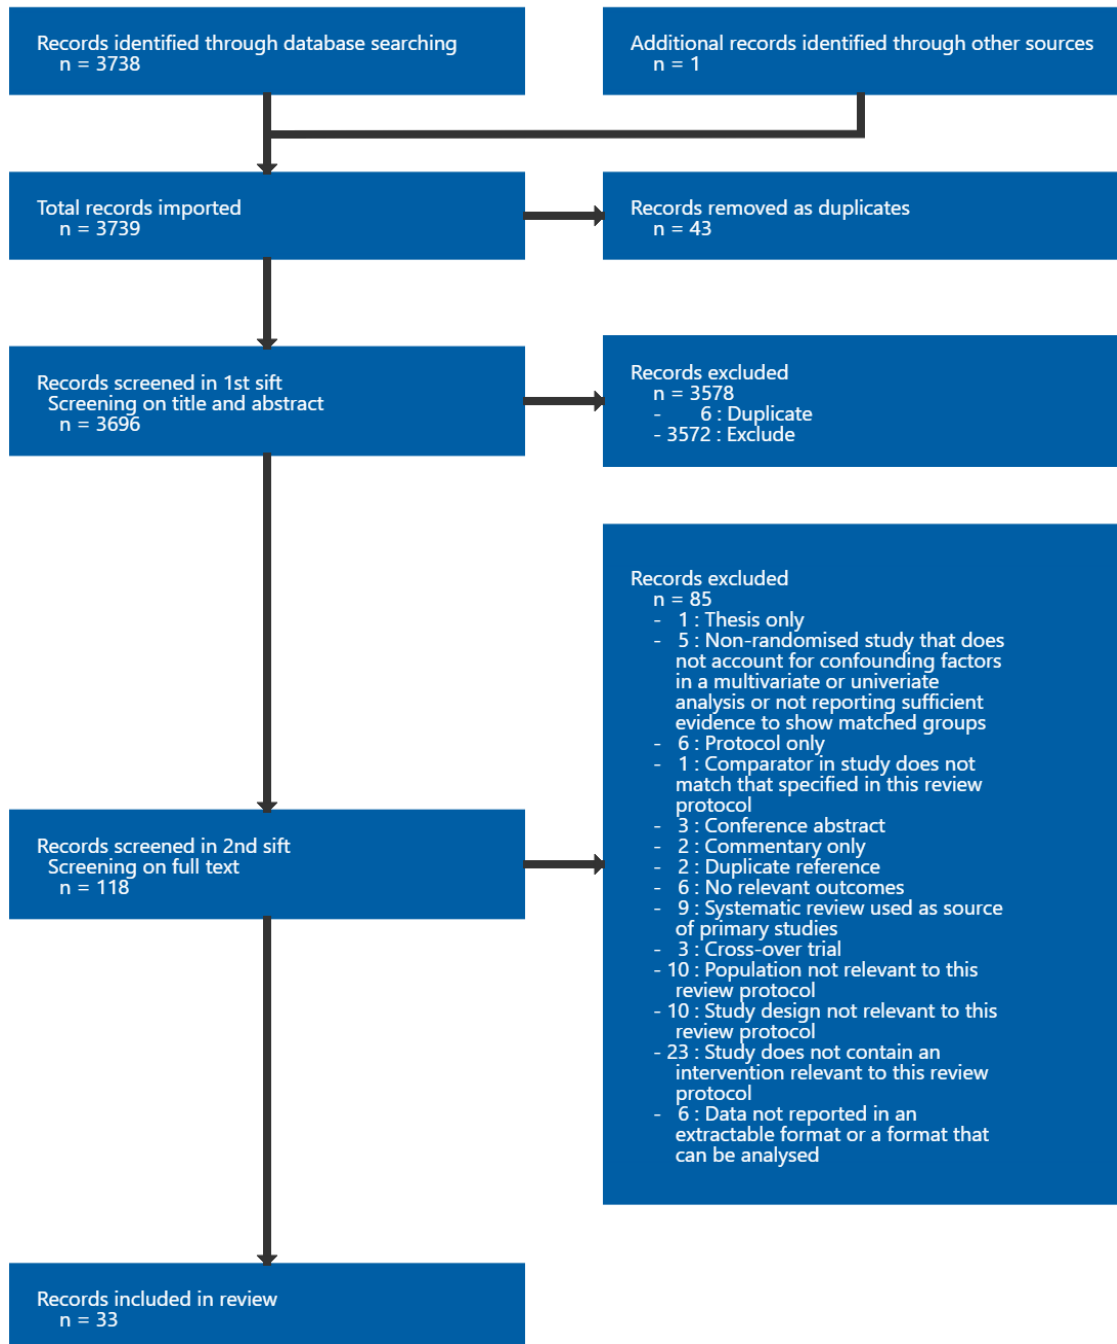 Records identified through database searching
n = 3738
Additional records identified through other sources
n = 1
Total records imported
n = 3739
Records removed as duplicates
n = 43
Records screened in 1st sift
Screening on title and abstract
n = 3696
Records excluded
n = 3578
- 6 : Duplicate
- 3572 : Exclude
Records screened in 2nd sift
Screening on full text
n = 118
Records excluded
n = 85
- 1 : Thesis only
- 5 : Non-randomised study that does
not account for confounding factors
in a multivariate or univeriate
analysis or not reporting sufficient
evidence to show matched groups
- 6 : Protocol only
- 1 : Comparator in study does not
match that specified in this review
protocol
- 3 : Conference abstract
- 2 : Commentary only
- 2 : Duplicate reference
- 6 : No relevant outcomes
- 9 : Systematic review used as source
of primary studies
- 3 : Cross-over trial
- 10 : Population not relevant to this
review protocol
- 10 : Study design not relevant to this
review protocol
- 23 : Study does not contain an
intervention relevant to this review
protocol
- 6 : Data not reported in an
extractable format or a format that
can be analysed
Records included in review
n = 33